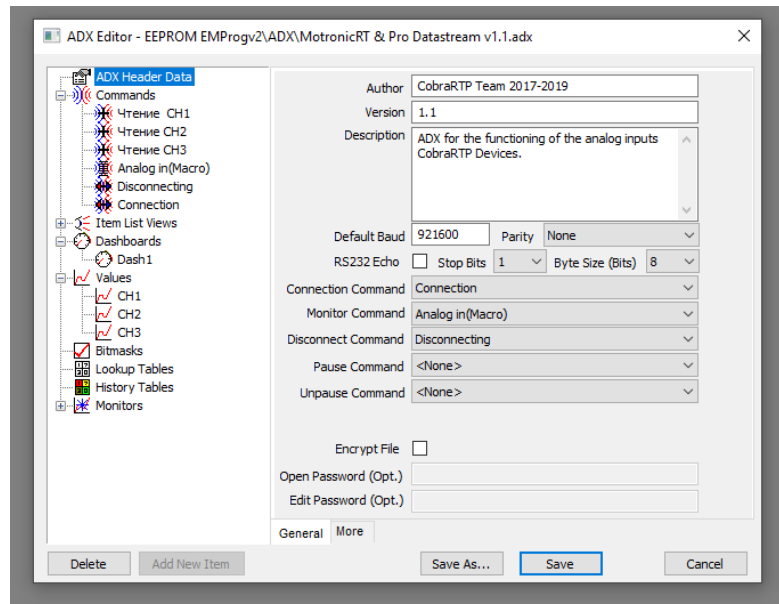 ADX Editor - EEPROM EMProgv2\ADX\MotronicRT & Pro Datastream v1.1.adx
ADX Header Data
Commands
Чтение CH1
Чтение CH2
Чтение CH3
Analog in(Macro)
Disconnecting
Connection
Item List Views
Dashboards
Dash1
Values
CH1
CH2
CH3
Bitmasks
Lookup Tables
History Tables
Monitors
Author CobraRTP Team 2017-2019
Version 1.1
Description ADX for the functioning of the analog inputs
CobraRTP Devices.
Default Baud 921600 Parity None
RS232 Echo Stop Bits 1 Byte Size (Bits) 8
Connection Command Connection
Monitor Command Analog in(Macro)
Disconnect Command Disconnecting
Pause Command <None>
Unpause Command <None>
Encrypt File
Open Password (Opt.)
Edit Password (Opt.)
General More
Delete Add New Item Save As... Save Cancel